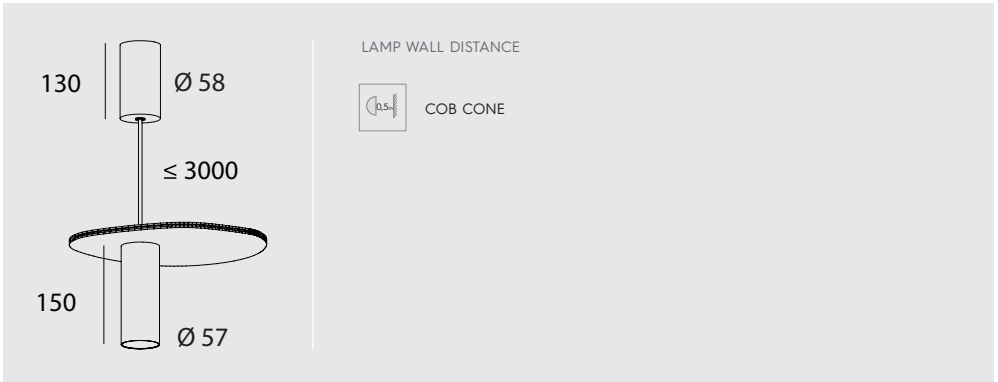 130
Ø 58
≤ 3000
150
Ø 57
LAMP WALL DISTANCE
0,5m
COB CONE